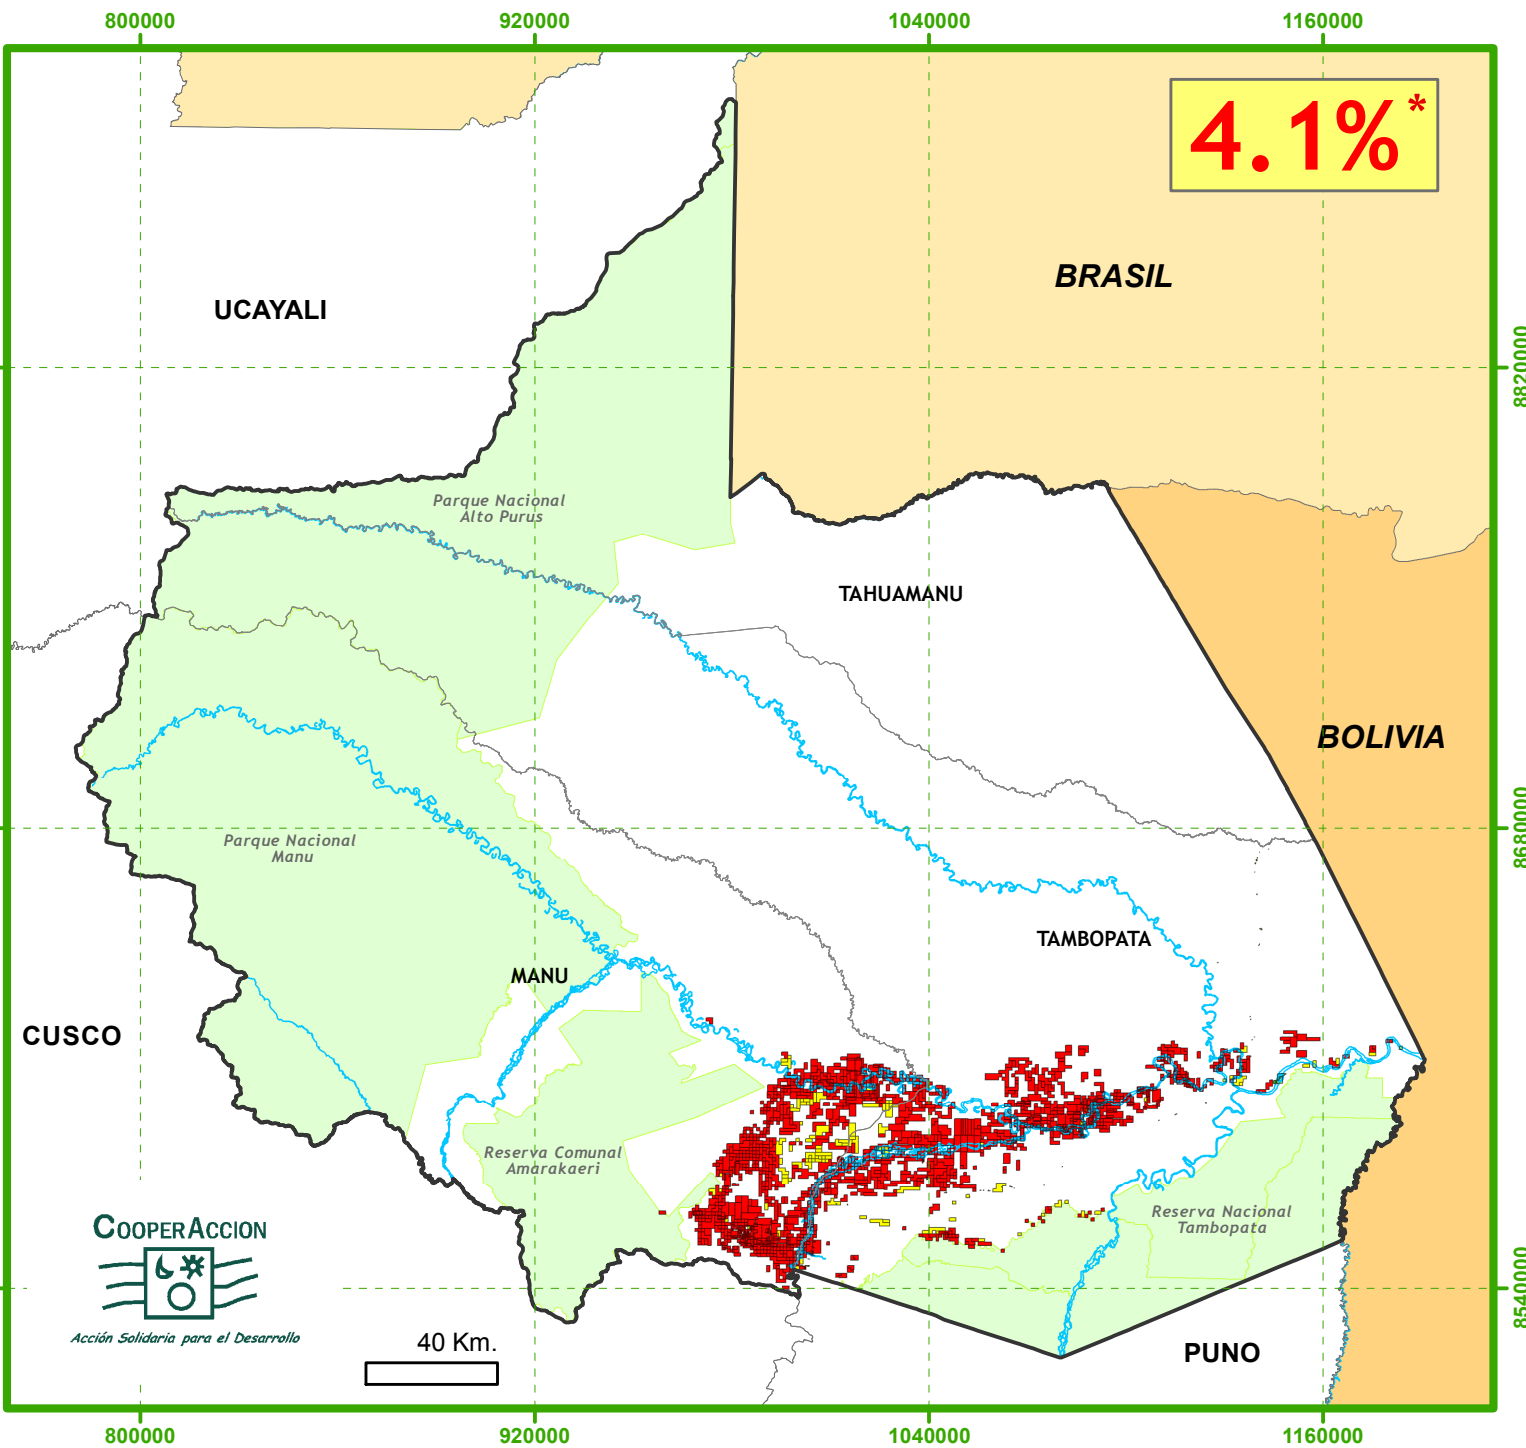 800000
920000
1040000
1160000
4.1%*
BRASIL
UCAYALI
8820000
Parque Nacional
Alto Purus
TAHUAMANU
BOLIVIA
8680000
Parque Nacional
Manu
TAMBOPATA
MANU
CUSCO
Reserva Comunal
Amarakaeri
Reserva Nacional
Tambopata
COOPERACCION
Acción Solidaria para el Desarrollo
8540000
40 Km.
PUNO
800000
920000
1040000
1160000